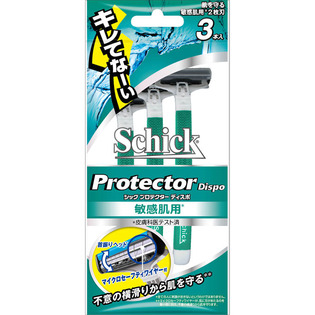 キレてなーい
肌を守る
敏感肌用*2枚刃
3本入
Schick
Protector Dispo
シック プロテクター ディスポ
敏感肌用*
*皮膚科医テスト済
首振りヘッド
マイクロセーフティワイヤー付
不意の横滑りから肌を守る**